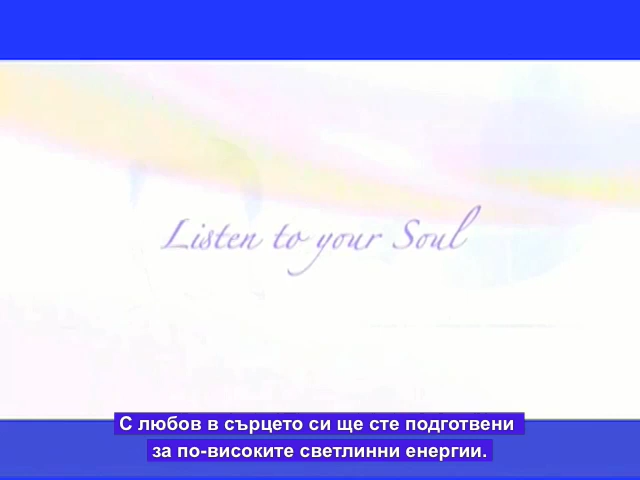 Listen to your Soul
С любов в сърцето си ще сте подготвени
за по-високите светлинни енергии.